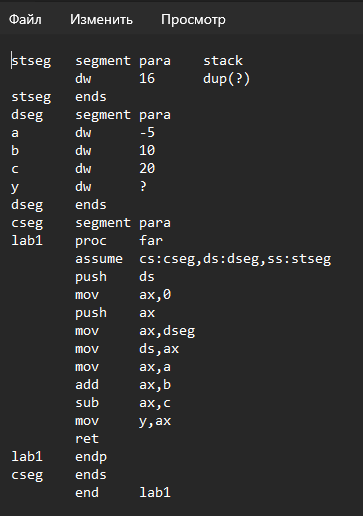 Файл Изменить Просмотр
stseg segment para stack
dw 16 dup(?)
stseg ends
dseg segment para
a dw -5
b dw 10
c dw 20
y dw ?
dseg ends
cseg segment para
lab1 proc far
assume cs:cseg,ds:dseg,ss:stseg
push ds
mov ax,0
push ax
mov ax,dseg
mov ds,ax
mov ax,a
add ax,b
sub ax,c
mov y,ax
ret
lab1 endp
cseg ends
end lab1